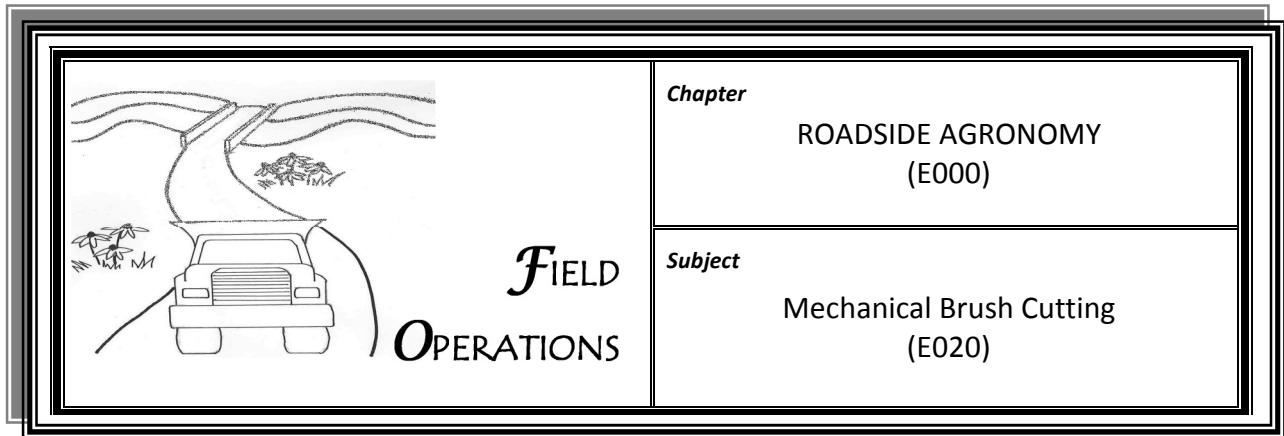 FIELD
OPERATIONS
Chapter
ROADSIDE AGRONOMY
(E000)
Subject
Mechanical Brush Cutting
(E020)